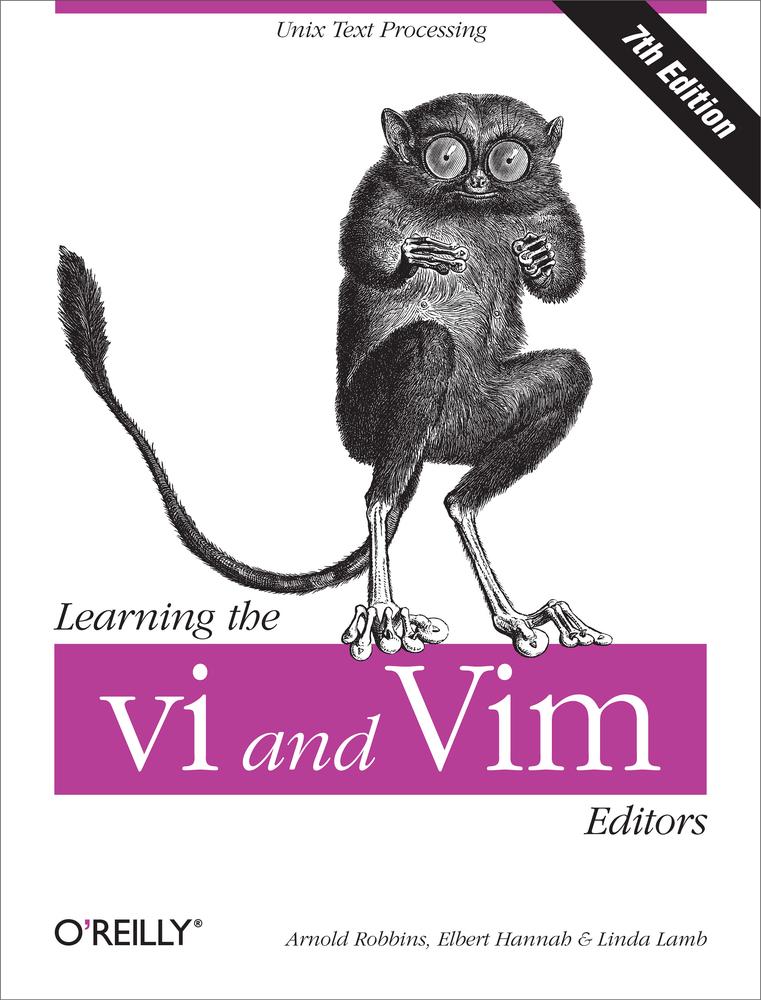 Unix Text Processing
7th Edition
Learning the
vi and Vim
Editors
O'REILLY®
Arnold Robbins, Elbert Hannah & Linda Lamb